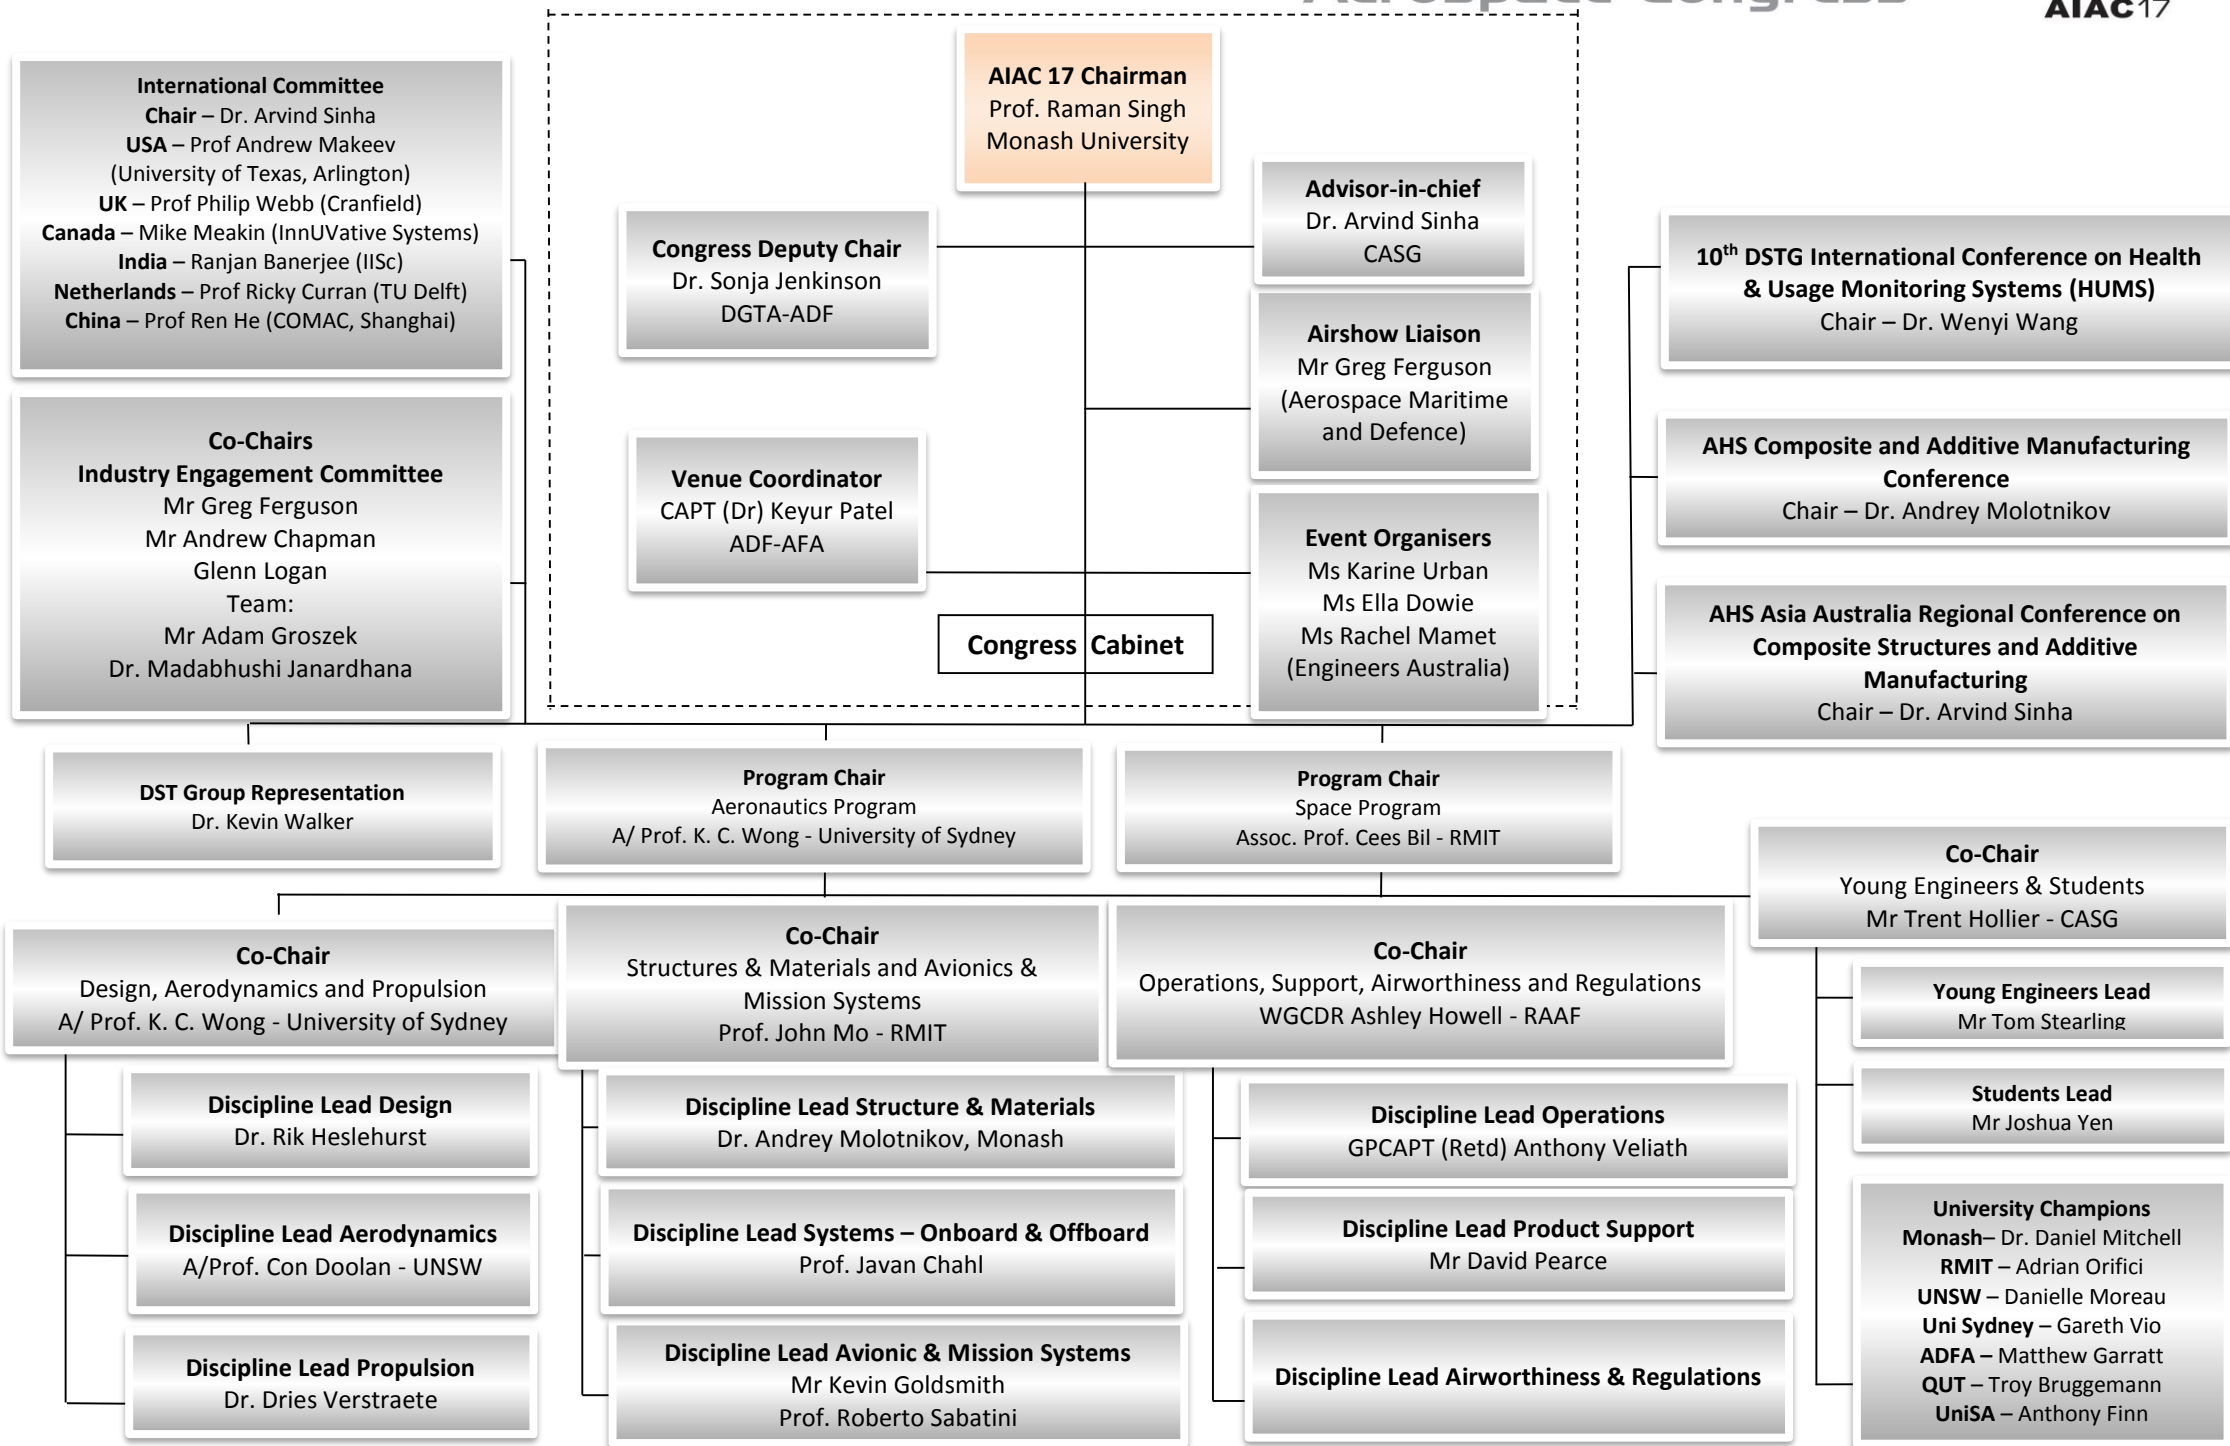 Aerospace Congress
AIAC17
International Committee
Chair – Dr. Arvind Sinha
USA – Prof Andrew Makeev
(University of Texas, Arlington)
UK – Prof Philip Webb (Cranfield)
Canada – Mike Meakin (InnUVative Systems)
India – Ranjan Banerjee (IISc)
Netherlands – Prof Ricky Curran (TU Delft)
China – Prof Ren He (COMAC, Shanghai)
Co-Chairs
Industry Engagement Committee
Mr Greg Ferguson
Mr Andrew Chapman
Glenn Logan
Team:
Mr Adam Groszek
Dr. Madabhushi Janardhana
AIAC 17 Chairman
Prof. Raman Singh
Monash University
Congress Deputy Chair
Dr. Sonja Jenkinson
DGTA-ADF
Advisor-in-chief
Dr. Arvind Sinha
CASG
Airshow Liaison
Mr Greg Ferguson
(Aerospace Maritime
and Defence)
Venue Coordinator
CAPT (Dr) Keyur Patel
ADF-AFA
Event Organisers
Ms Karine Urban
Ms Ella Dowie
Ms Rachel Mamet
(Engineers Australia)
Congress Cabinet
10th DSTG International Conference on Health
& Usage Monitoring Systems (HUMS)
Chair – Dr. Wenyi Wang
AHS Composite and Additive Manufacturing
Conference
Chair – Dr. Andrey Molotnikov
AHS Asia Australia Regional Conference on
Composite Structures and Additive
Manufacturing
Chair – Dr. Arvind Sinha
DST Group Representation
Dr. Kevin Walker
Program Chair
Aeronautics Program
A/ Prof. K. C. Wong - University of Sydney
Program Chair
Space Program
Assoc. Prof. Cees Bil - RMIT
Co-Chair
Young Engineers & Students
Mr Trent Hollier - CASG
Co-Chair
Design, Aerodynamics and Propulsion
A/ Prof. K. C. Wong - University of Sydney
Co-Chair
Structures & Materials and Avionics &
Mission Systems
Prof. John Mo - RMIT
Co-Chair
Operations, Support, Airworthiness and Regulations
WGCDR Ashley Howell - RAAF
Discipline Lead Design
Dr. Rik Heslehurst
Discipline Lead Aerodynamics
A/Prof. Con Doolan - UNSW
Discipline Lead Propulsion
Dr. Dries Verstraete
Discipline Lead Structure & Materials
Dr. Andrey Molotnikov, Monash
Discipline Lead Systems – Onboard & Offboard
Prof. Javan Chahl
Discipline Lead Avionic & Mission Systems
Mr Kevin Goldsmith
Prof. Roberto Sabatini
Discipline Lead Operations
GPCAPT (Retd) Anthony Veliath
Discipline Lead Product Support
Mr David Pearce
Discipline Lead Airworthiness & Regulations
Young Engineers Lead
Mr Tom Stearling
Students Lead
Mr Joshua Yen
University Champions
Monash– Dr. Daniel Mitchell
RMIT – Adrian Orifici
UNSW – Danielle Moreau
Uni Sydney – Gareth Vio
ADFA – Matthew Garratt
QUT – Troy Bruggemann
UniSA – Anthony Finn